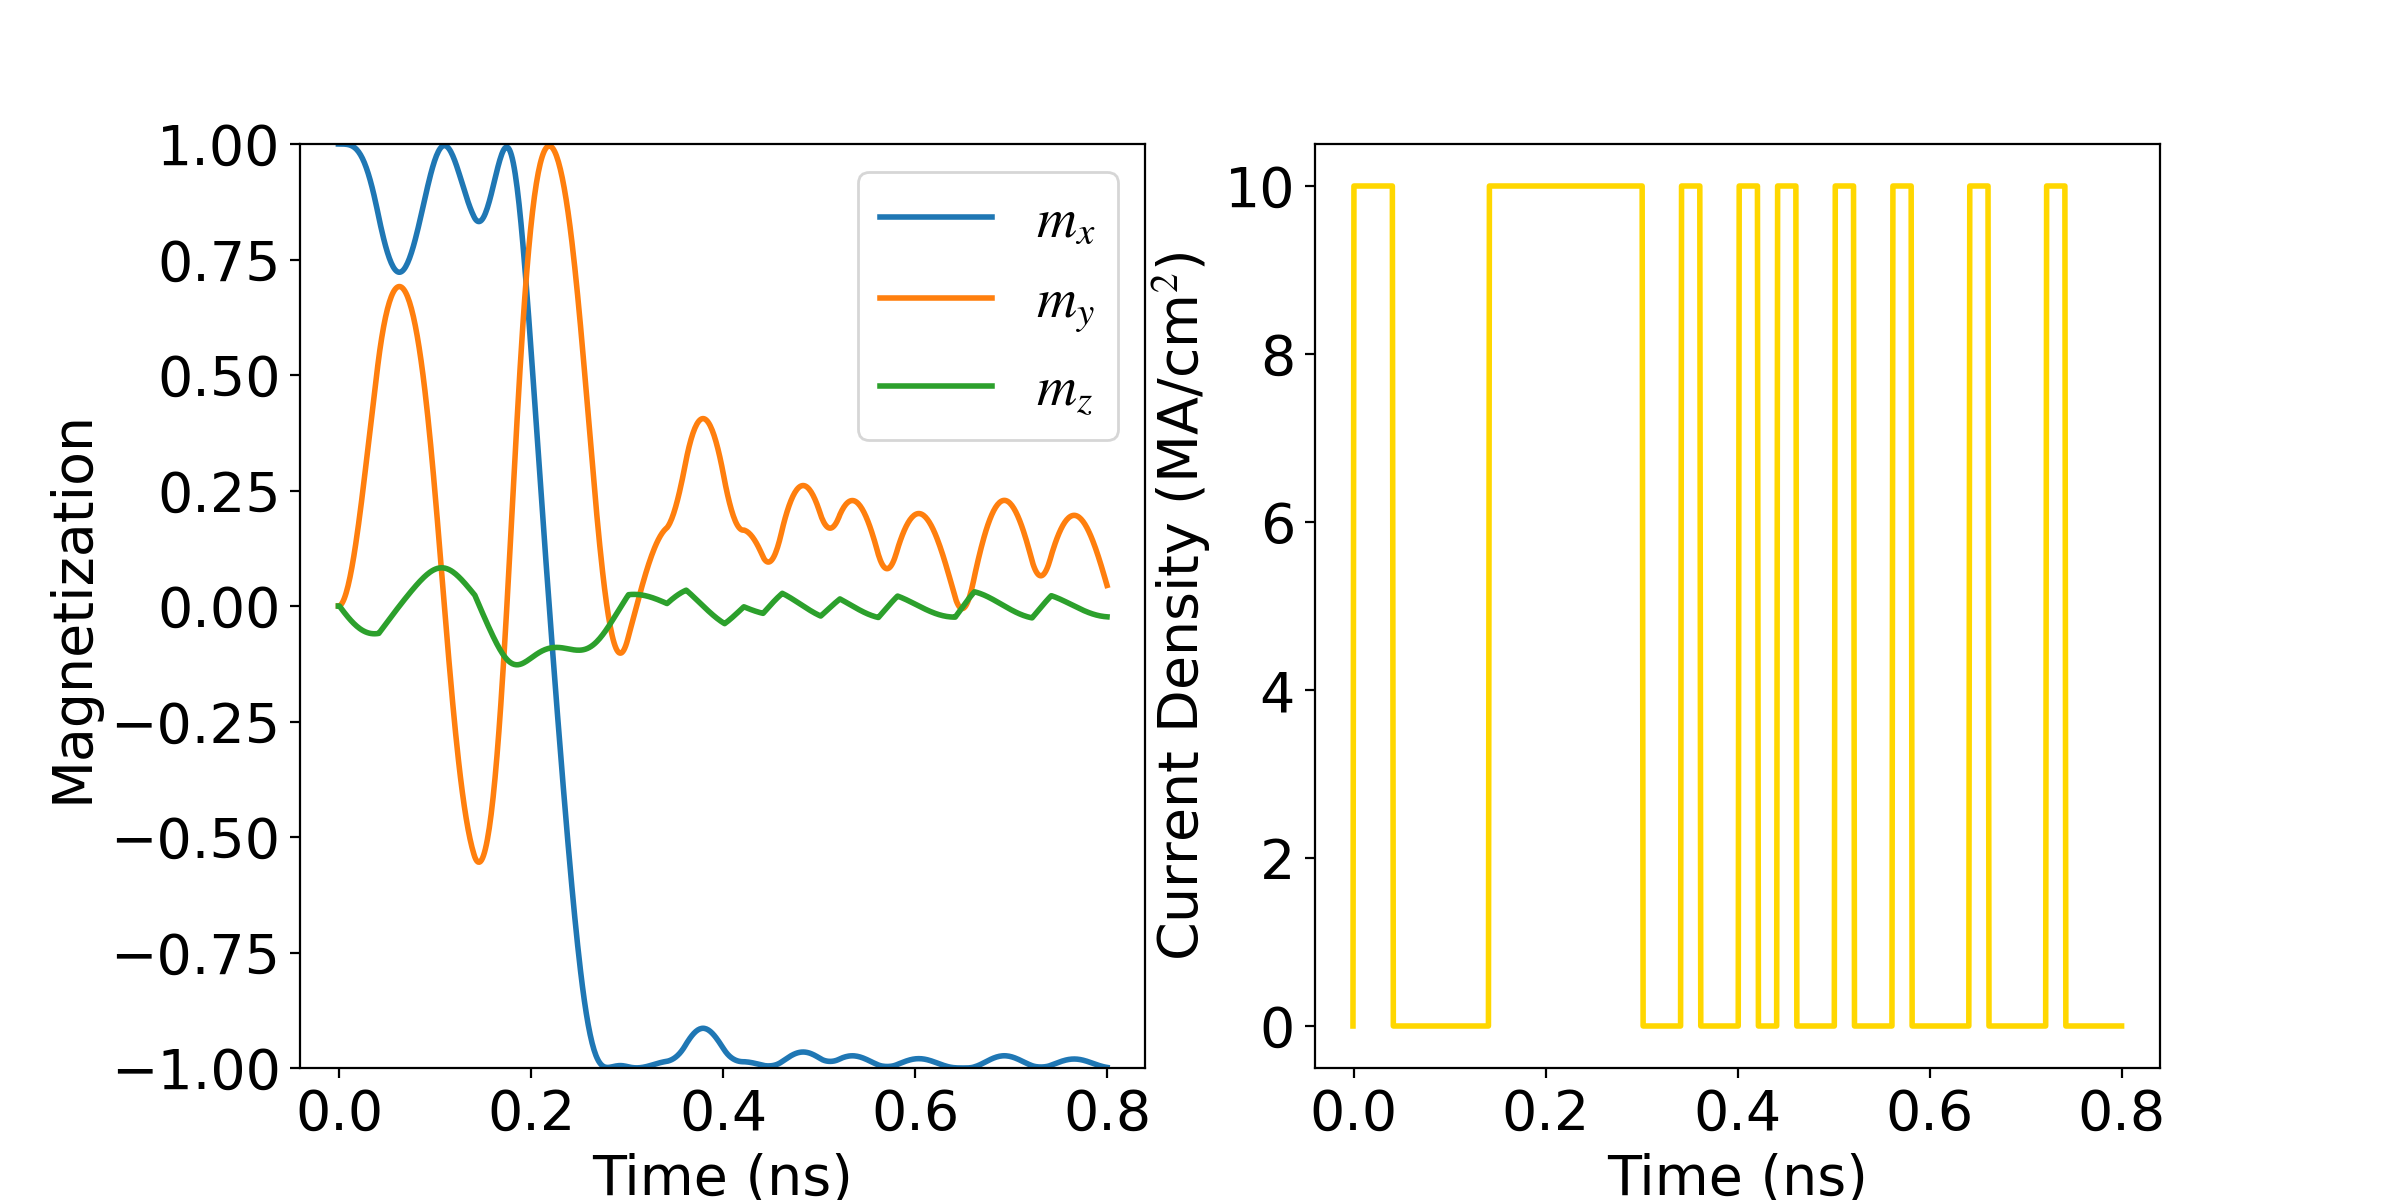 Magnetization
1.00
0.75
0.50
0.25
0.00
−0.25
−0.50
−0.75
−1.00
0.0 0.2 0.4 0.6 0.8
Time (ns)
m_x
m_y
m_z
Current Density (MA/cm²)
10
8
6
4
2
0
0.0 0.2 0.4 0.6 0.8
Time (ns)